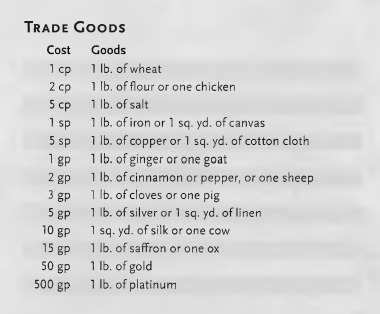 TRADE GOODS
Cost Goods
1 cp 1 lb. of wheat
2 cp 1 lb. of flour or one chicken
5 cp 1 lb. of salt
1 sp 1 lb. of iron or 1 sq. yd. of canvas
5 sp 1 lb. of copper or 1 sq. yd. of cotton cloth
1 gp 1 lb. of ginger or one goat
2 gp 1 lb. of cinnamon or pepper, or one sheep
3 gp 1 lb. of cloves or one pig
5 gp 1 lb. of silver or 1 sq. yd. of linen
10 gp 1 sq. yd. of silk or one cow
15 gp 1 lb. of saffron or one ox
50 gp 1 lb. of gold
500 gp 1 lb. of platinum